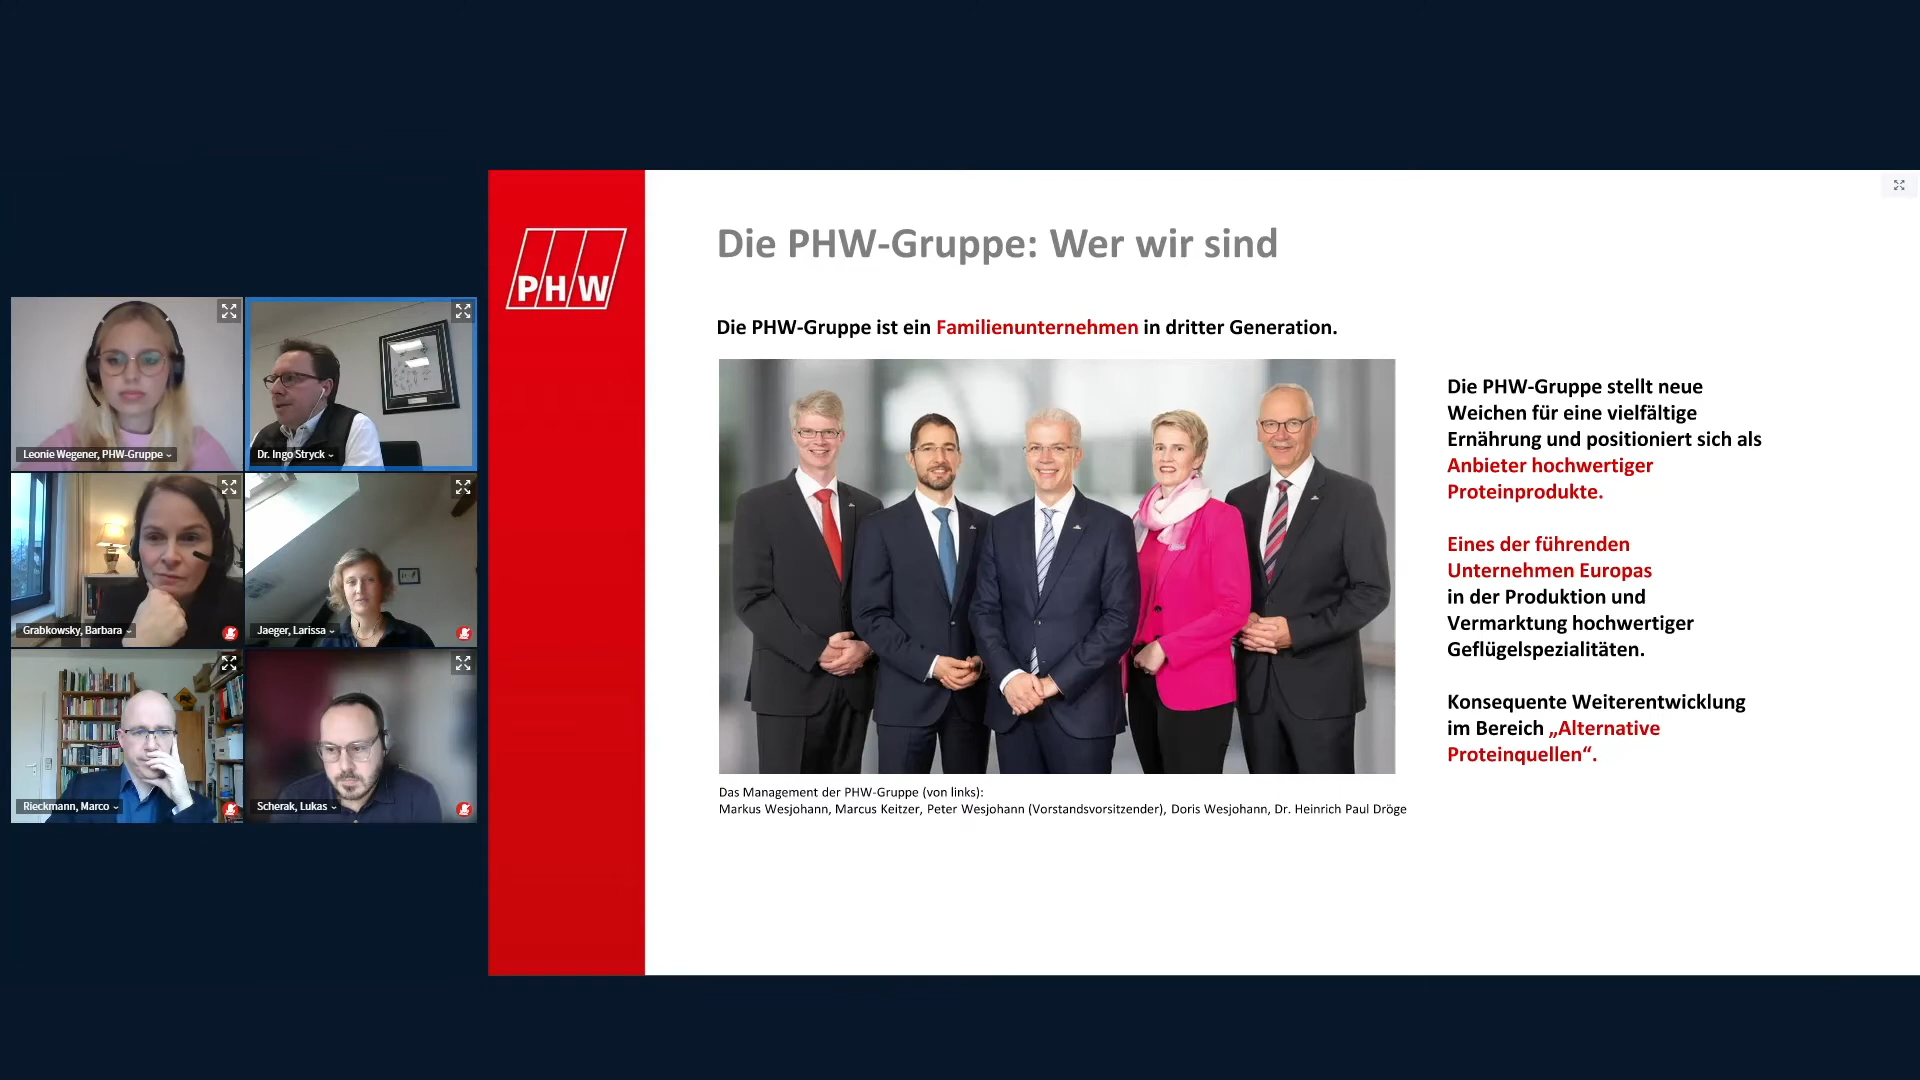 Leonie Wegener, PHW-Gruppe
Dr. Ingo Stryck
Grabkowsky, Barbara
Jaeger, Larissa
Rieckmann, Marco
Scherak, Lukas
PHW
Die PHW-Gruppe: Wer wir sind
Die PHW-Gruppe ist ein Familienunternehmen in dritter Generation.
Die PHW-Gruppe stellt neue
Weichen für eine vielfältige
Ernährung und positioniert sich als
Anbieter hochwertiger
Proteinprodukte.
Eines der führenden
Unternehmen Europas
in der Produktion und
Vermarktung hochwertiger
Geflügelspezialitäten.
Konsequente Weiterentwicklung
im Bereich „Alternative
Proteinquellen“.
Das Management der PHW-Gruppe (von links):
Markus Wesjohann, Marcus Keitzer, Peter Wesjohann (Vorstandsvorsitzender), Doris Wesjohann, Dr. Heinrich Paul Dröge